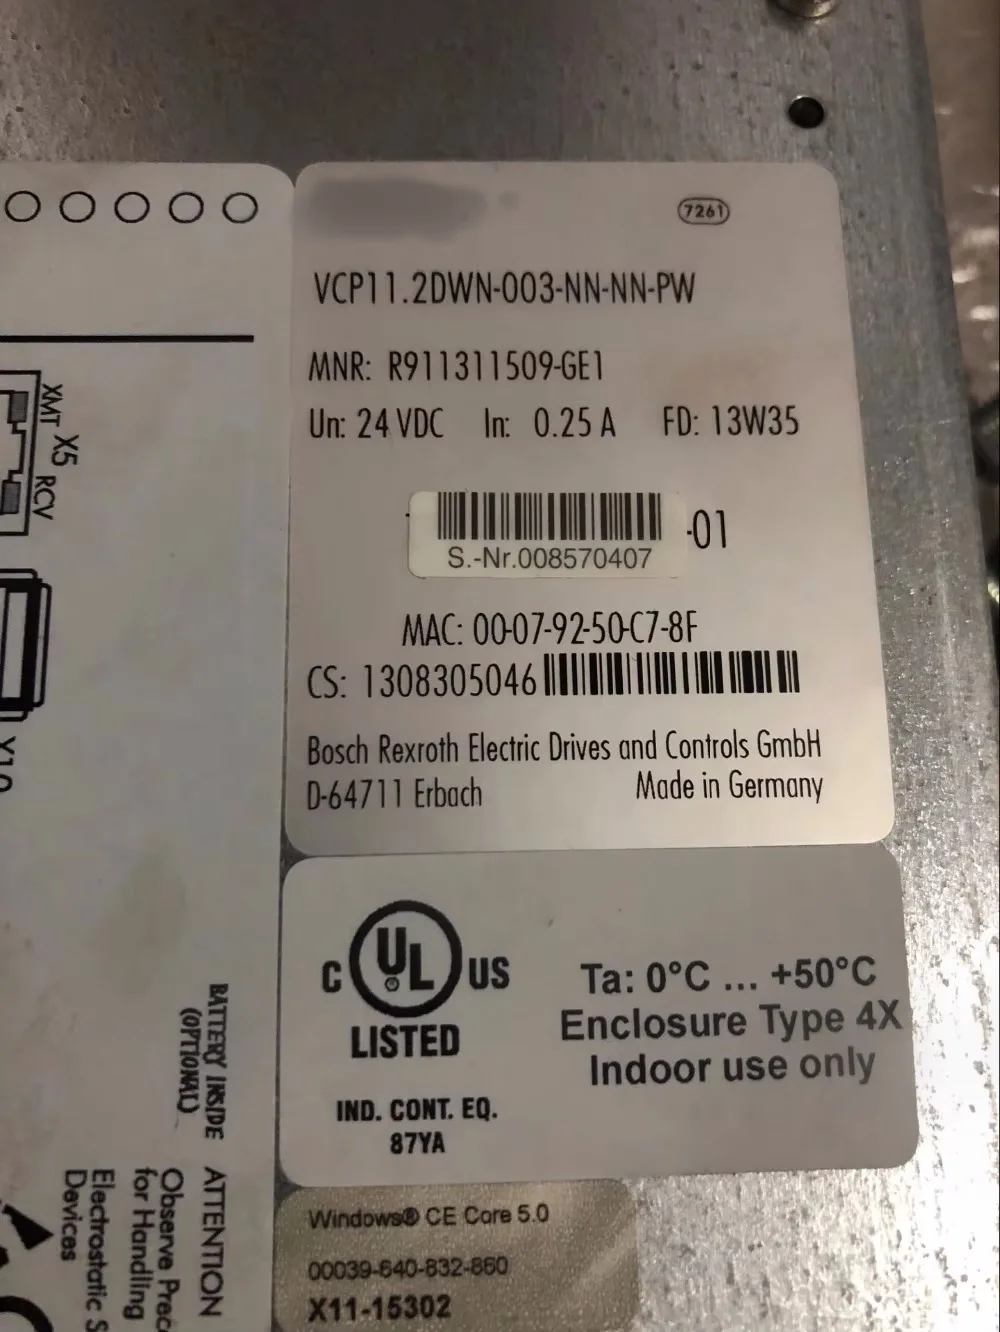 7261
VCP11.2DWN-003-NN-NN-PW
MNR: R911311509-GE1
Un: 24 VDC In: 0.25 A FD: 13W35
-01
S.-Nr.008570407
MAC: 00-07-92-50-C7-8F
CS: 1308305046
Bosch Rexroth Electric Drives and Controls GmbH
D-64711 Erbach Made in Germany
C UL ® US
LISTED
IND. CONT. EQ.
87YA
Ta: 0°C ... +50°C
Enclosure Type 4X
Indoor use only
Windows® CE Core 5.0
00039-640-832-860
X11-15302
XMT X5 RCV
X10
BATTERY INSIDE
(OPTIONAL)
ATTENTION
Observe
for Handling
Electrostatic
Devices